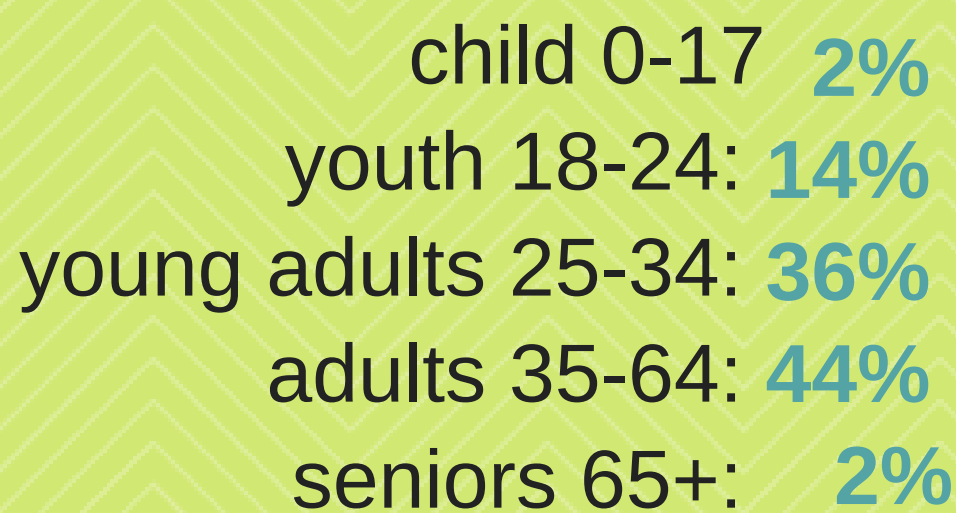 child 0-17 2%
youth 18-24: 14%
young adults 25-34: 36%
adults 35-64: 44%
seniors 65+: 2%